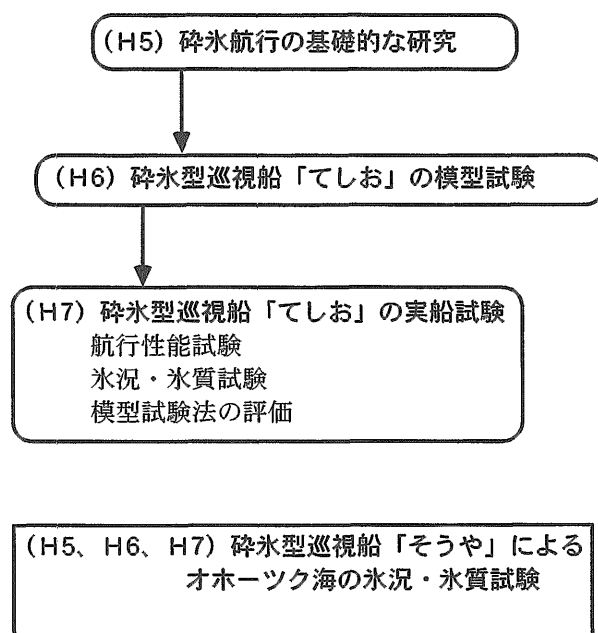 (H5) 砕氷航行の基礎的な研究
(H6) 砕氷型巡視船「てしお」の模型試験
(H7) 砕氷型巡視船「てしお」の実船試験
航行性能試験
氷況・氷質試験
模型試験法の評価
(H5、H6、H7) 砕氷型巡視船「そうや」による
オホーツク海の氷況・氷質試験